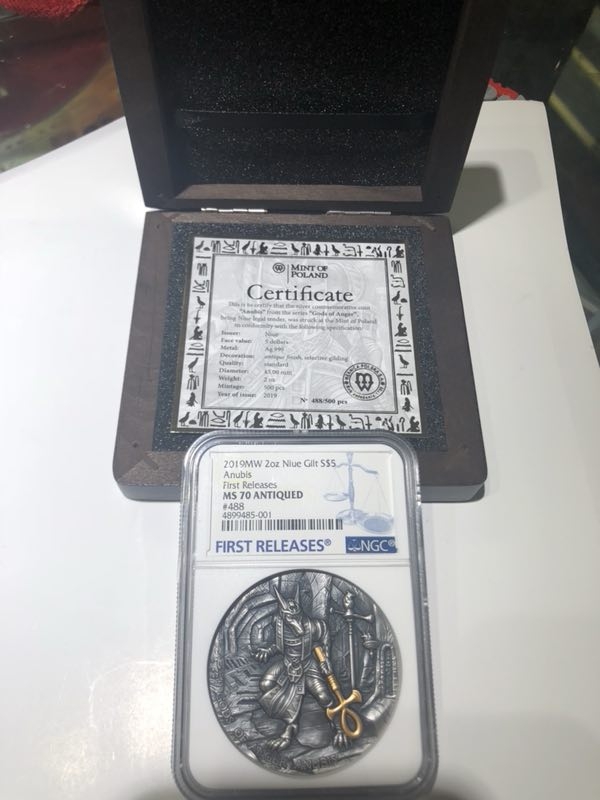 MINT OF
POLAND
Certificate
This is to certify that the silver commemorative coin
"Anubis" from the series "Gods of Anger",
being Niue legal tender, was struck at the Mint of Poland
in conformity with the following specification:
Issuer: Niue
Face value: 5 dollars
Metal: Ag 999
Decoration: antique finish, selective gilding
Quality: standard
Diameter: 45.00 mm
Weight: 2 oz
Mintage: 500 pcs
Year of issue: 2019
Nº 488/500 pcs
2019MW 2oz Niue Gilt S$5
Anubis
First Releases
MS 70 ANTIQUED
#488
4899485-001
FIRST RELEASES®
NGC®
ANUBIS